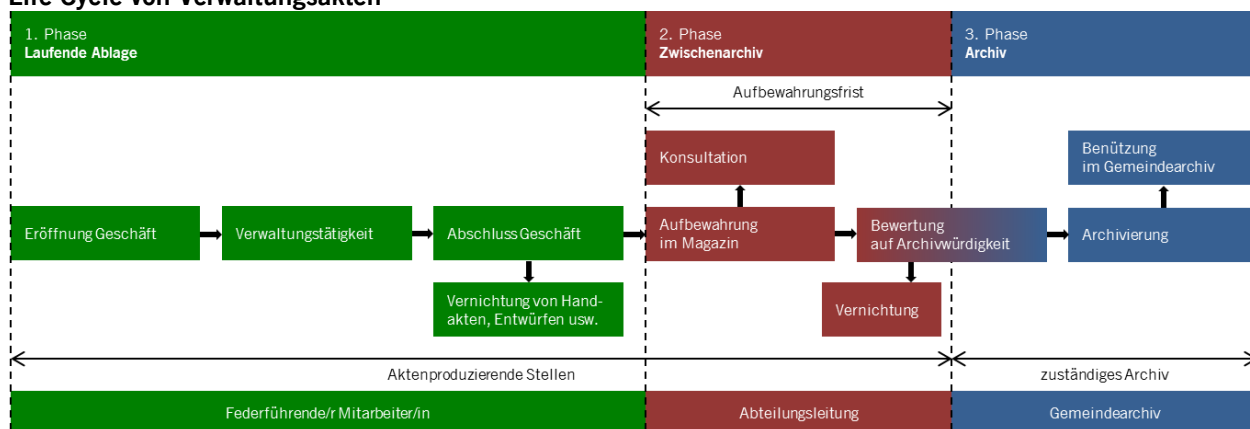 Life Cycle von Verwaltungsakten
1. Phase
Laufende Ablage
2. Phase
Zwischenarchiv
3. Phase
Archiv
Aufbewahrungsfrist
Konsultation
Benützung
im Gemeindearchiv
Eröffnung Geschäft
Verwaltungstätigkeit
Abschluss Geschäft
Aufbewahrung
im Magazin
Bewertung
auf Archivwürdigkeit
Archivierung
Vernichtung von Hand-
akten, Entwürfen usw.
Vernichtung
Aktenproduzierende Stellen
zuständiges Archiv
Federführende/r Mitarbeiter/in
Abteilungsleitung
Gemeindearchiv